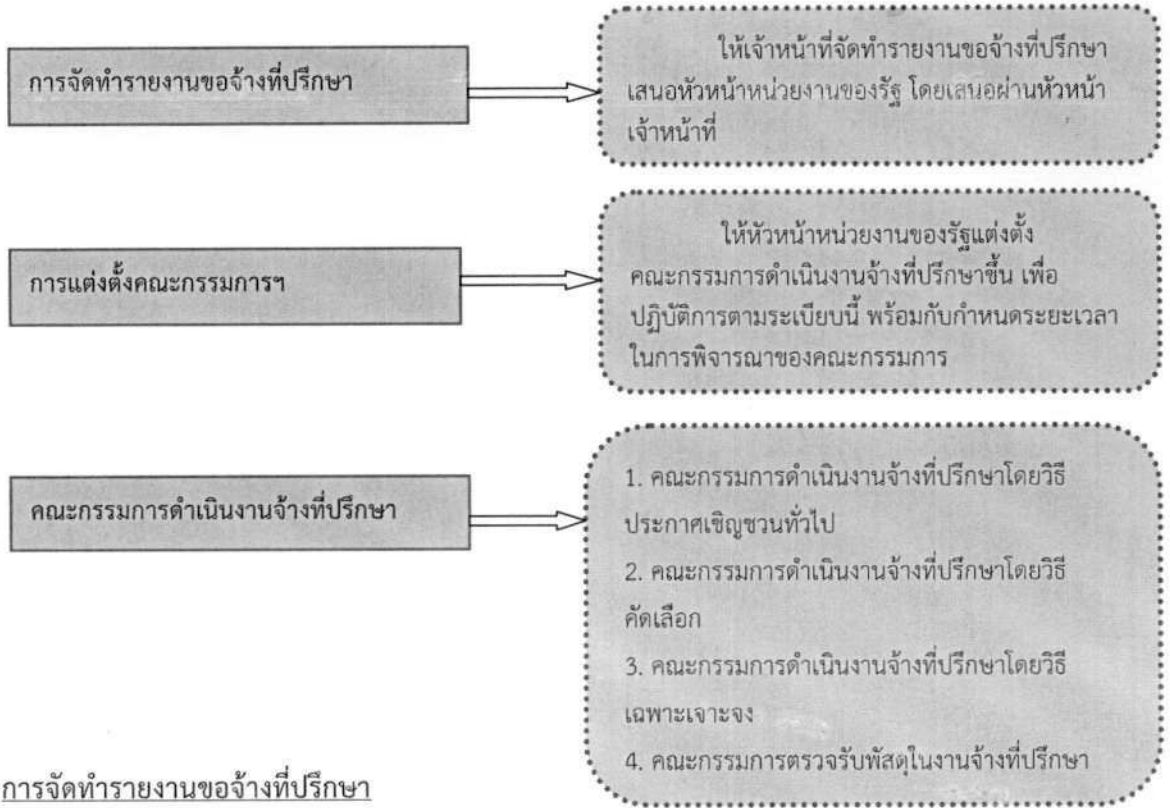 การจัดทำรายงานขอจ้างที่ปรึกษา
ให้เจ้าหน้าที่จัดทำรายงานขอจ้างที่ปรึกษา
เสนอหัวหน้าหน่วยงานของรัฐ โดยเสนอผ่านหัวหน้า
เจ้าหน้าที่
การแต่งตั้งคณะกรรมการฯ
ให้หัวหน้าหน่วยงานของรัฐแต่งตั้ง
คณะกรรมการดำเนินงานจ้างที่ปรึกษาขึ้น เพื่อ
ปฏิบัติการตามระเบียบนี้ พร้อมกับกำหนดระยะเวลา
ในการพิจารณาของคณะกรรมการ
คณะกรรมการดำเนินงานจ้างที่ปรึกษา
1. คณะกรรมการดำเนินงานจ้างที่ปรึกษาโดยวิธี
ประกาศเชิญชวนทั่วไป
2. คณะกรรมการดำเนินงานจ้างที่ปรึกษาโดยวิธี
คัดเลือก
3. คณะกรรมการดำเนินงานจ้างที่ปรึกษาโดยวิธี
เฉพาะเจาะจง
4. คณะกรรมการตรวจรับพัสดุในงานจ้างที่ปรึกษา
การจัดทำรายงานขอจ้างที่ปรึกษา